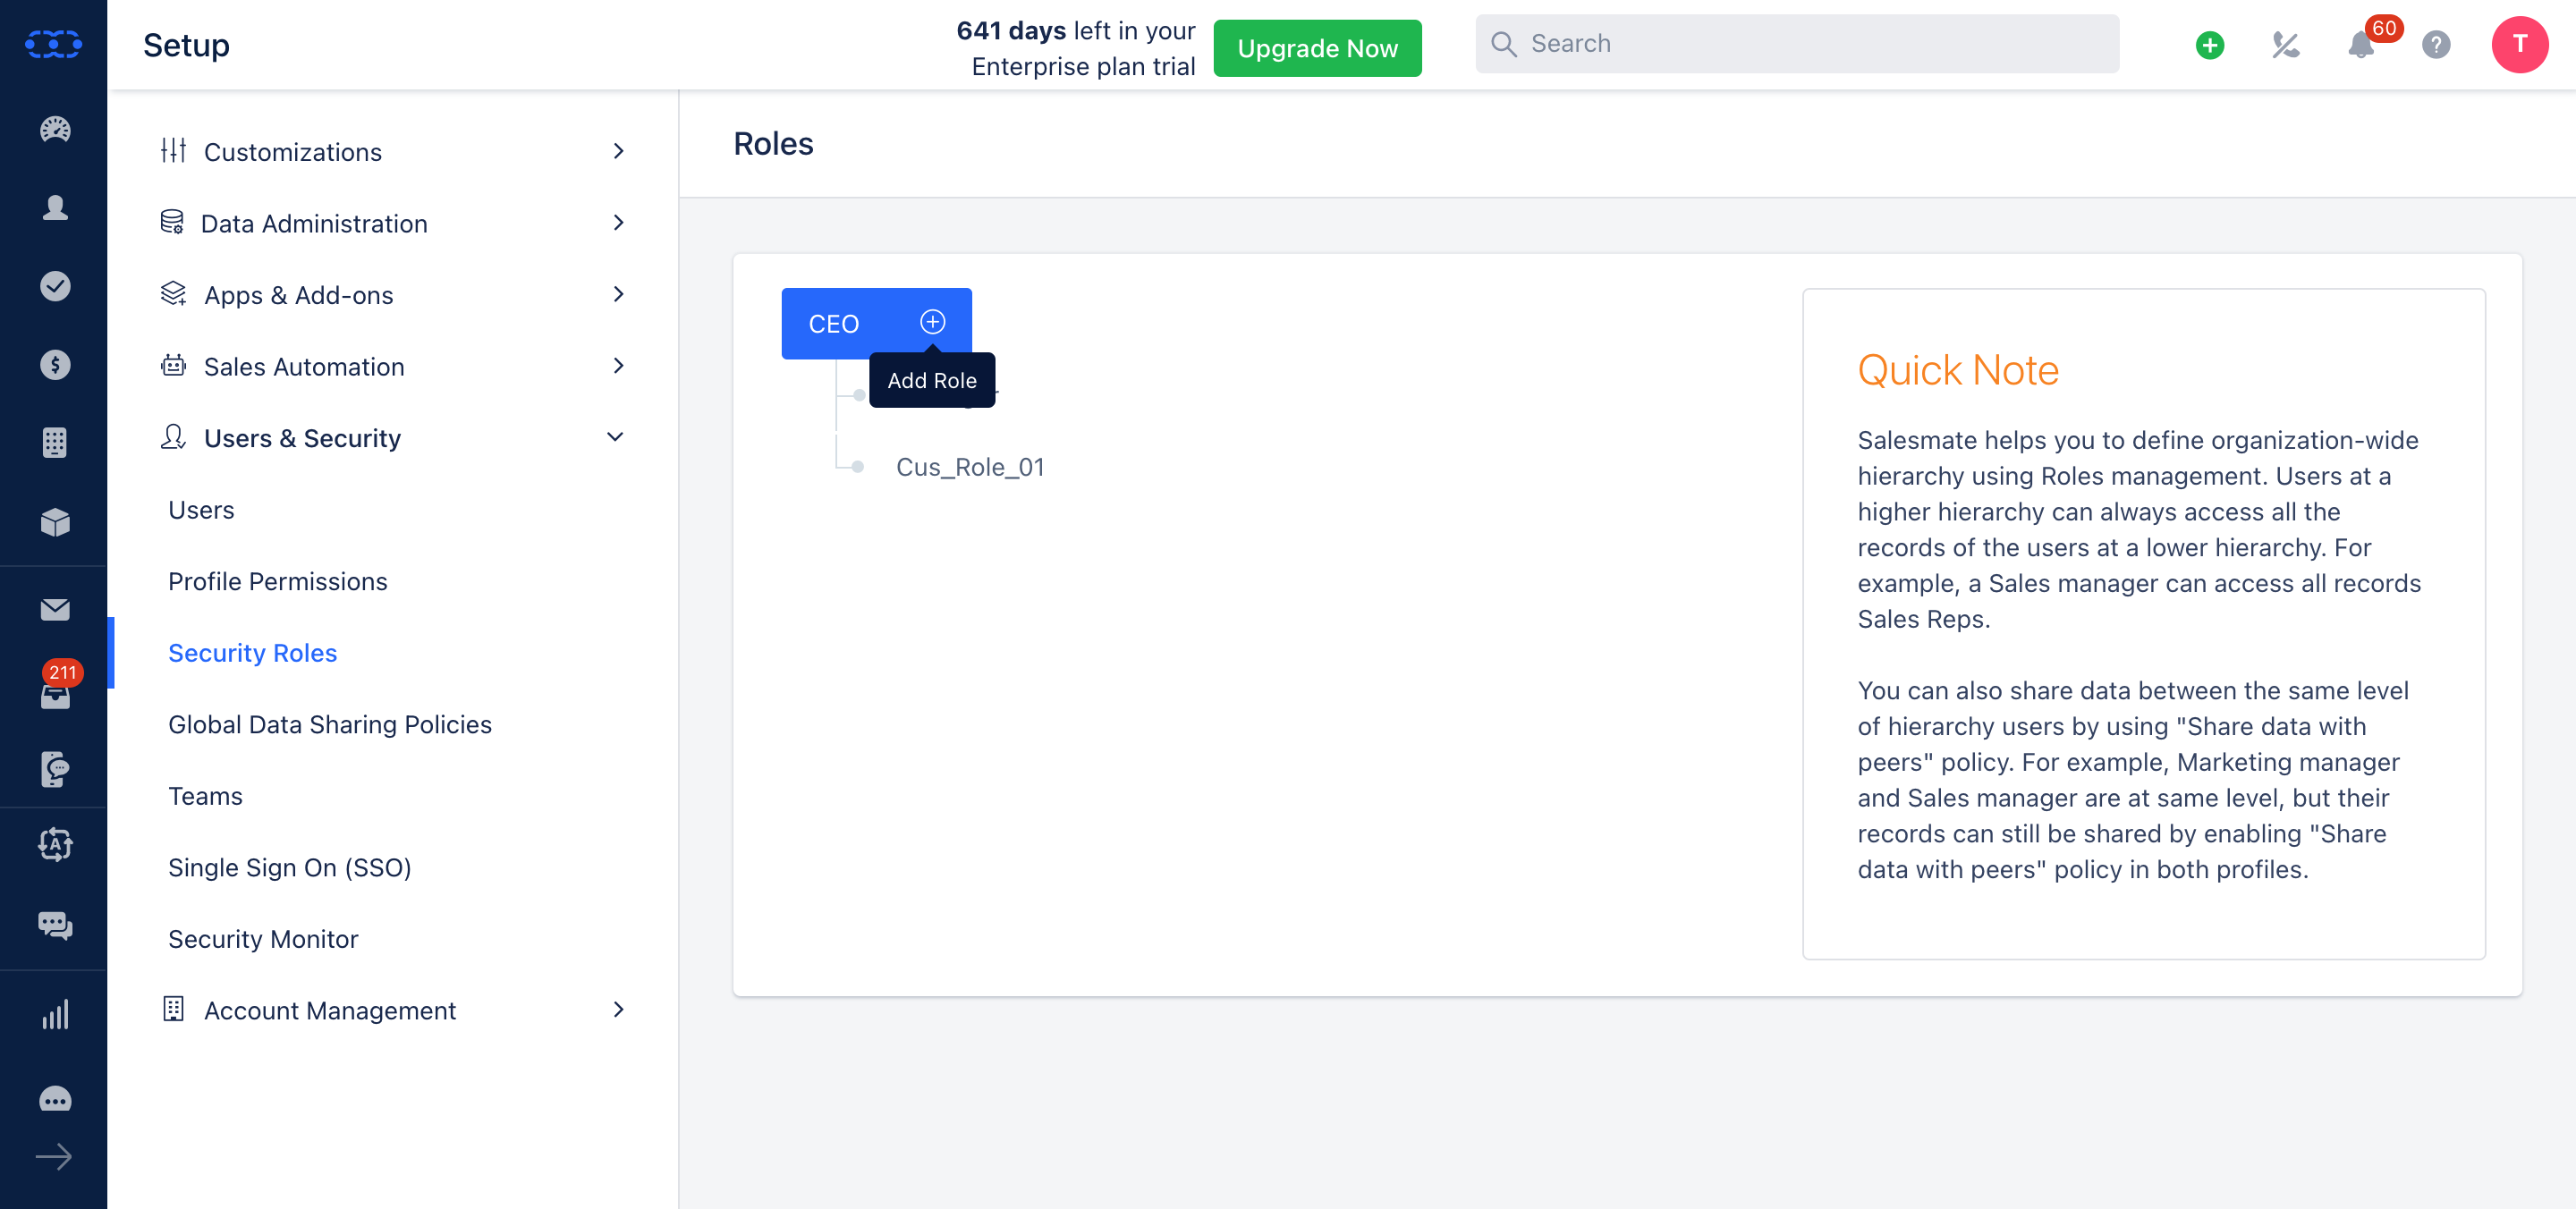 Setup
641 days left in your
Enterprise plan trial
Upgrade Now
Search
60
T
Customizations
Data Administration
Apps & Add-ons
Sales Automation
Users & Security
Users
Profile Permissions
Security Roles
Global Data Sharing Policies
Teams
Single Sign On (SSO)
Security Monitor
Account Management
211
Roles
CEO
Add Role
Cus_Role_01
Quick Note
Salesmate helps you to define organization-wide
hierarchy using Roles management. Users at a
higher hierarchy can always access all the
records of the users at a lower hierarchy. For
example, a Sales manager can access all records
Sales Reps.
You can also share data between the same level
of hierarchy users by using "Share data with
peers" policy. For example, Marketing manager
and Sales manager are at same level, but their
records can still be shared by enabling "Share
data with peers" policy in both profiles.